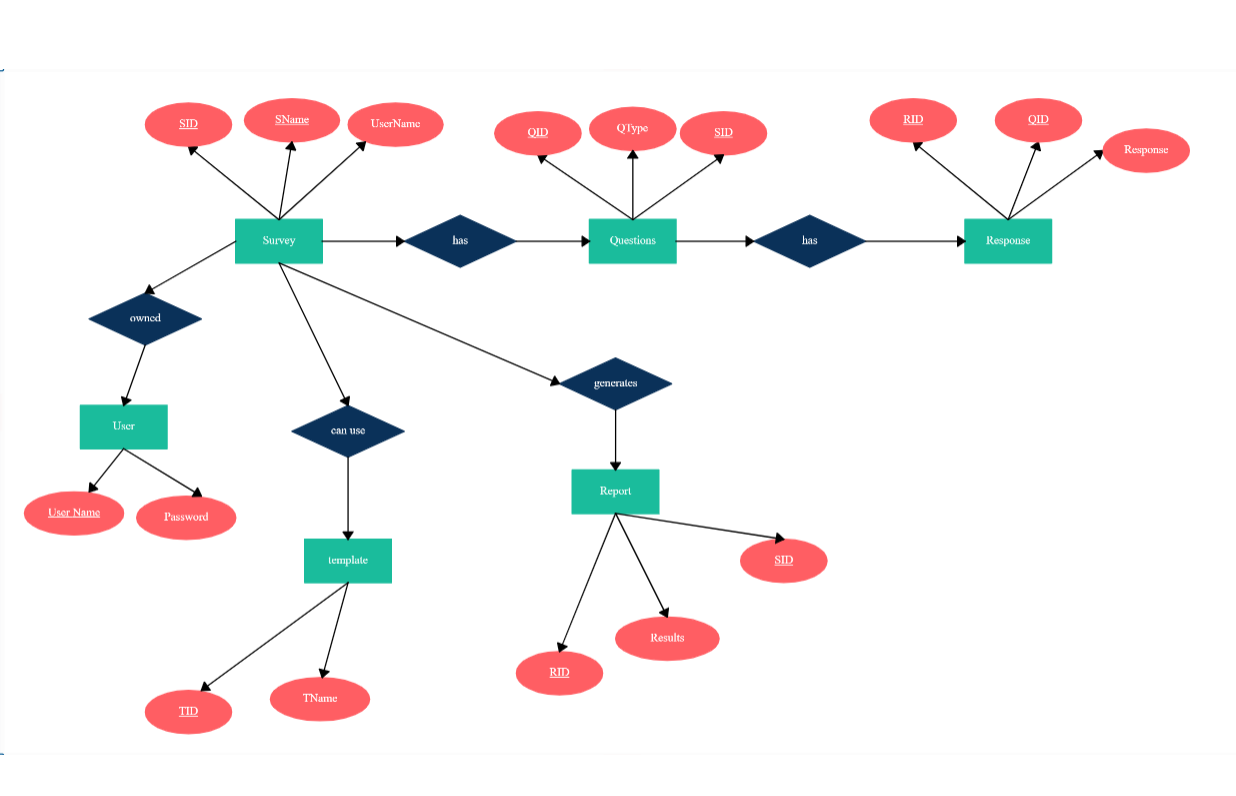 SID
SName
UserName
QID
QType
SID
RID
QID
Response
Survey
has
Questions
has
Response
owned
generates
User
can use
User Name
Password
Report
template
SID
Results
RID
TID
TName